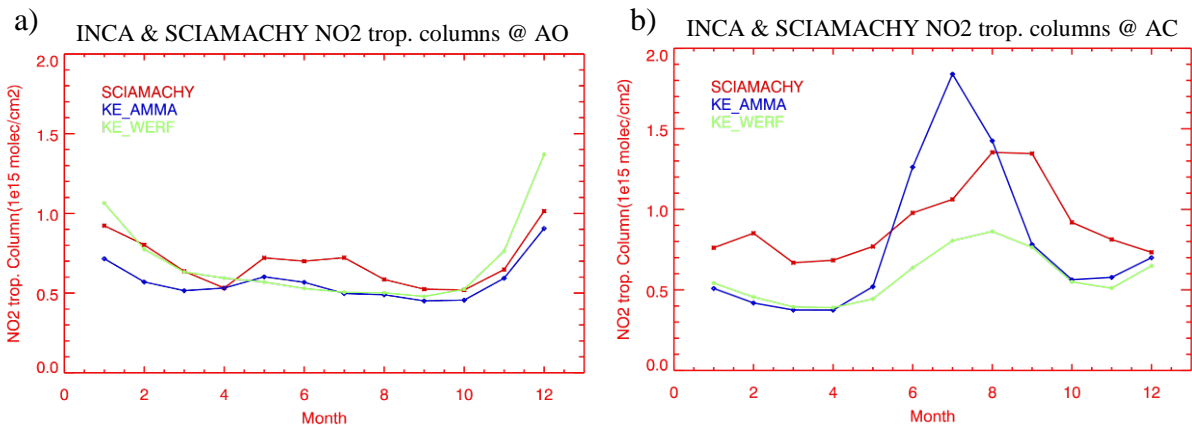 a)
INCA & SCIAMACHY NO2 trop. columns @ AO
2.0
1.5
1.0
0.5
0.0
NO2 trop. Column(1e15 molec/cm2)
SCIAMACHY
KE_AMMA
KE_WERF
0 2 4 6 8 10 12
Month
b)
INCA & SCIAMACHY NO2 trop. columns @ AC
2.0
1.5
1.0
0.5
0.0
NO2 trop. Column(1e15 molec/cm2)
SCIAMACHY
KE_AMMA
KE_WERF
0 2 4 6 8 10 12
Month